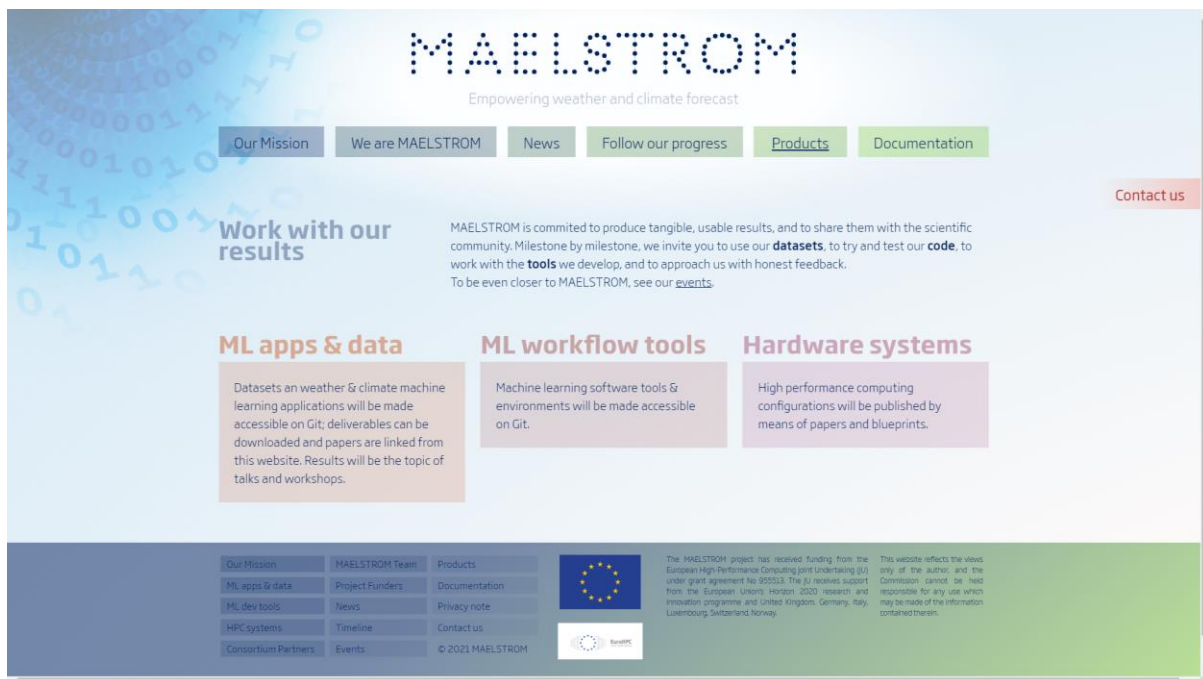 MAELSTROM
Empowering weather and climate forecast
Our Mission
We are MAELSTROM
News
Follow our progress
Products
Documentation
Contact us
Work with our
results
MAELSTROM is commited to produce tangible, usable results, and to share them with the scientific
community. Milestone by milestone, we invite you to use our datasets, to try and test our code, to
work with the tools we develop, and to approach us with honest feedback.
To be even closer to MAELSTROM, see our events.
ML apps & data
Datasets an weather & climate machine
learning applications will be made
accessible on Git; deliverables can be
downloaded and papers are linked from
this website. Results will be the topic of
talks and workshops.
ML workflow tools
Machine learning software tools &
environments will be made accessible
on Git.
Hardware systems
High performance computing
configurations will be published by
means of papers and blueprints.
Our Mission
ML apps & data
ML dev tools
HPC systems
Consortium Partners
MAELSTROM Team
Project Funders
News
Timeline
Events
Products
Documentation
Privacy note
Contact us
© 2021 MAELSTROM
EuroHPC
The MAELSTROM project has received funding from the
European High-Performance Computing Joint Undertaking (JU)
under grant agreement No 955513. The JU receives support
from the European Union's Horizon 2020 research and
innovation programme and United Kingdom, Germany, Italy,
Luxembourg, Switzerland, Norway.
This website reflects the views
only of the author, and the
Commission cannot be held
responsible for any use which
may be made of the information
contained therein.